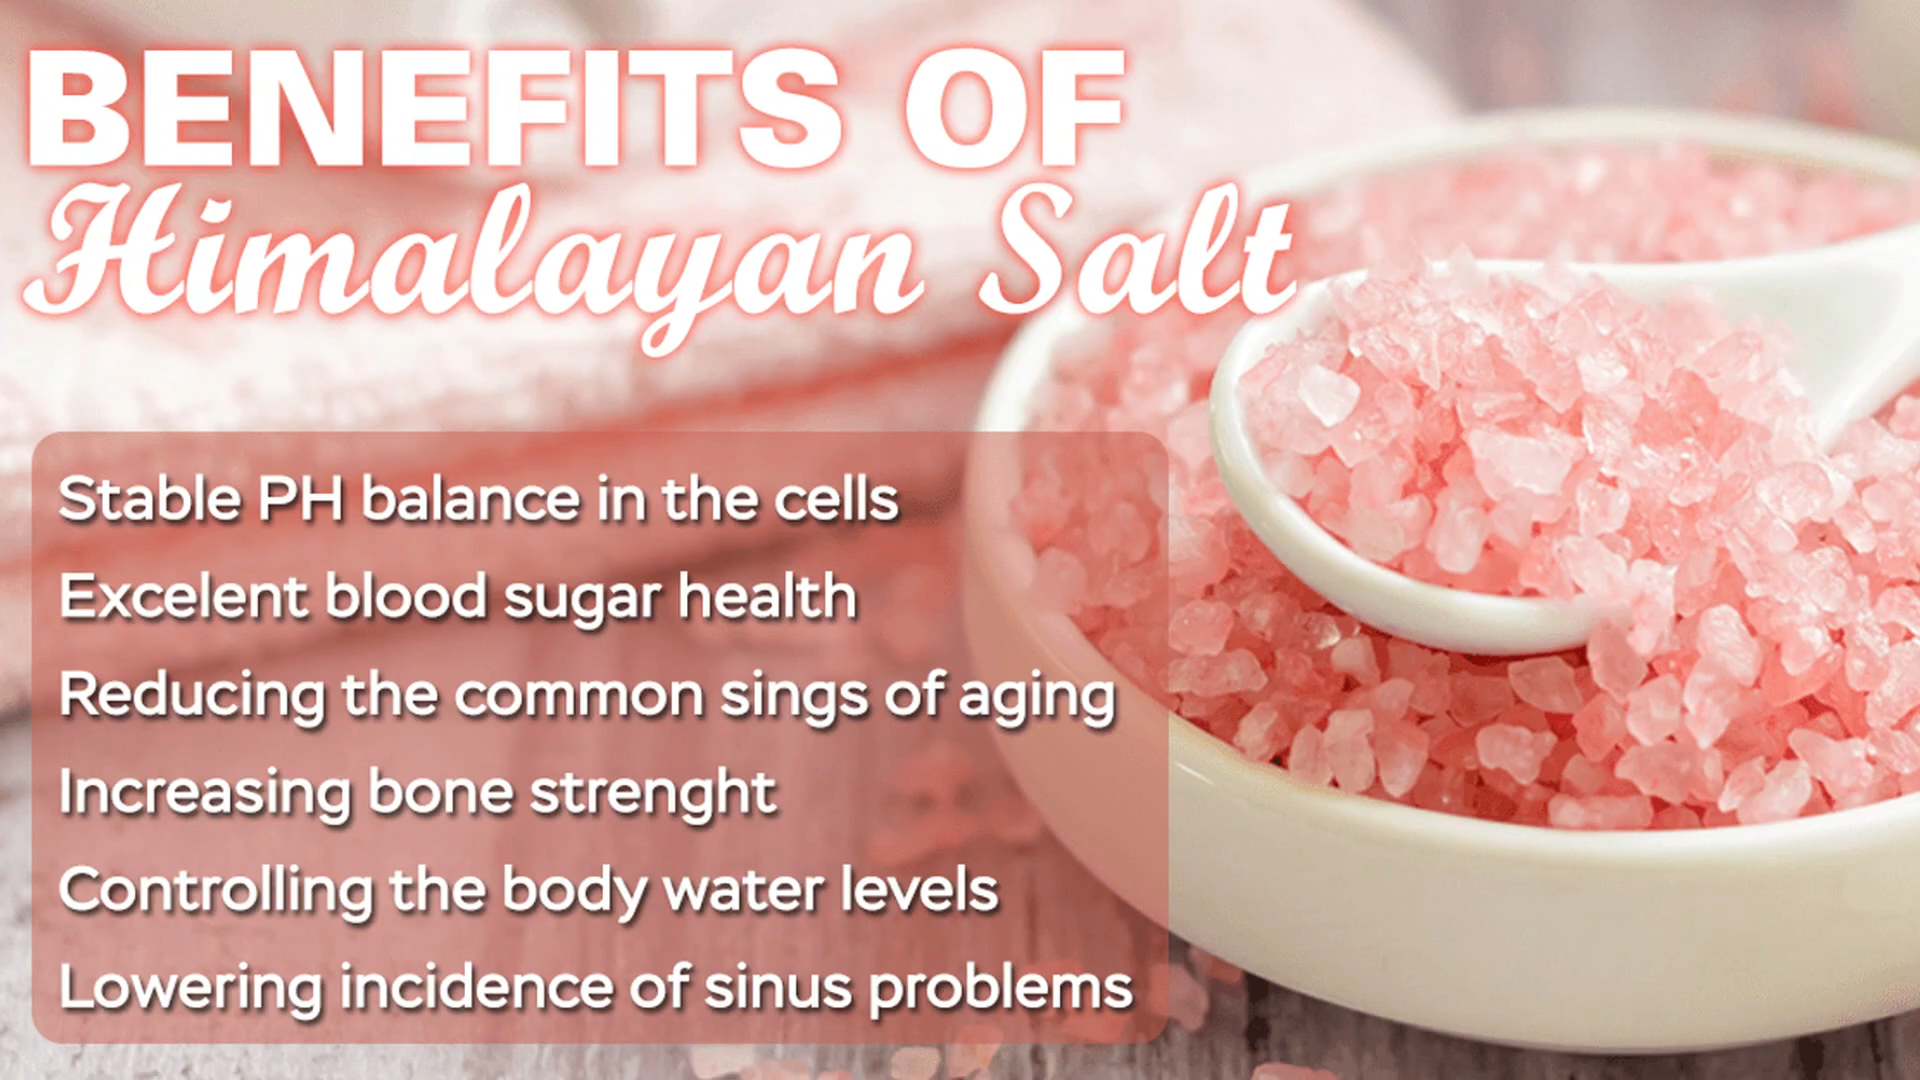 BENEFITS OF
Himalayan Salt
Stable PH balance in the cells
Excelent blood sugar health
Reducing the common sings of aging
Increasing bone strenght
Controlling the body water levels
Lowering incidence of sinus problems